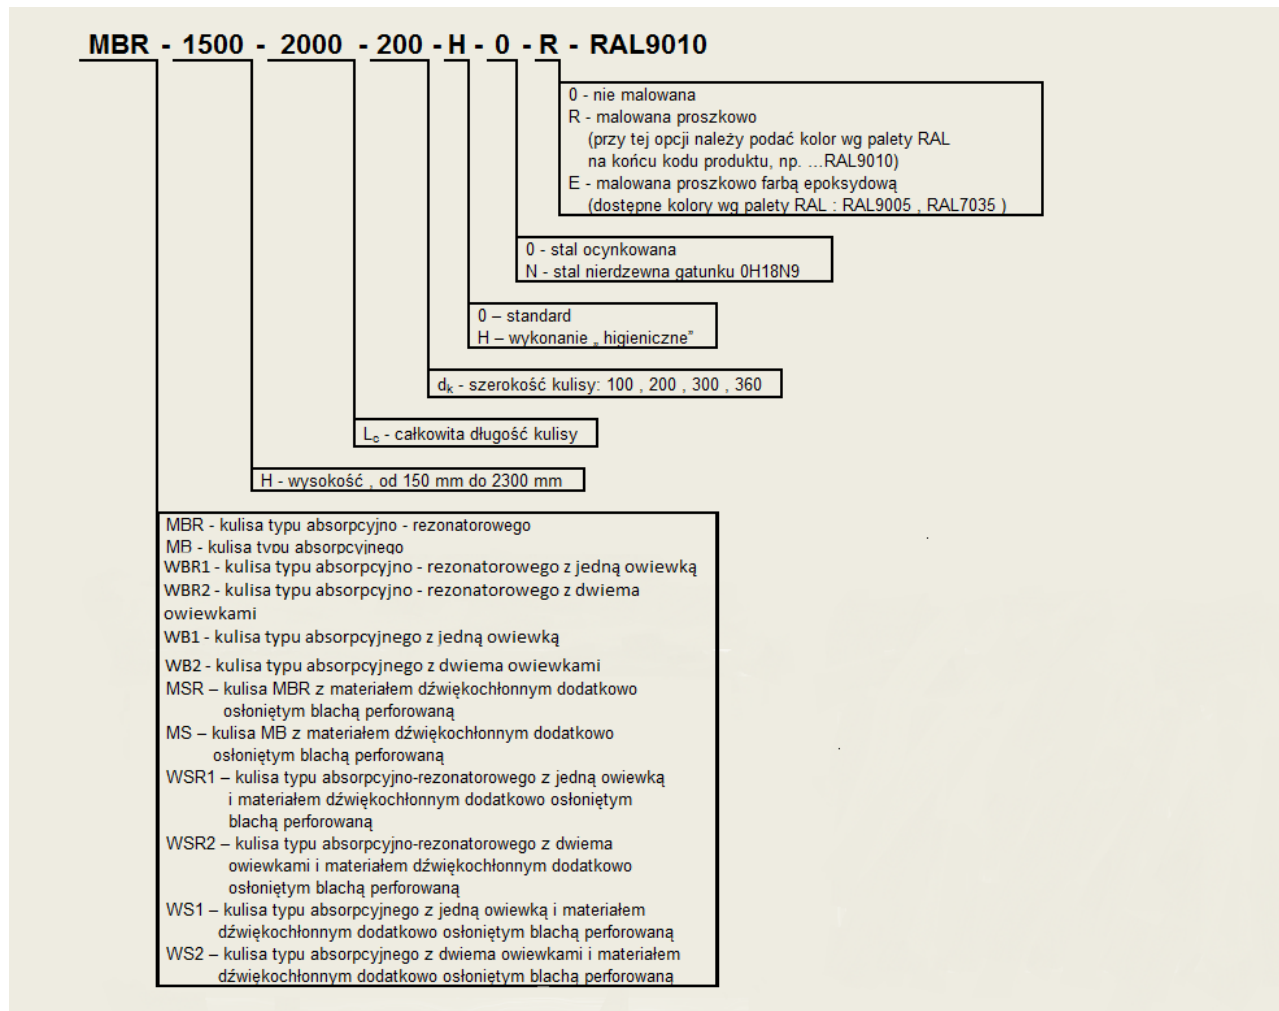 MBR - 1500 - 2000 - 200 - H - 0 - R - RAL9010
0 - nie malowana
R - malowana proszkowo
(przy tej opcji należy podać kolor wg palety RAL
na końcu kodu produktu, np. ...RAL9010)
E - malowana proszkowo farbą epoksydową
(dostępne kolory wg palety RAL : RAL9005 , RAL7035 )
0 - stal ocynkowana
N - stal nierdzewna gatunku 0H18N9
0 – standard
H – wykonanie „ higieniczne”
dk - szerokość kulisy: 100 , 200 , 300 , 360
Lc - całkowita długość kulisy
H - wysokość , od 150 mm do 2300 mm
MBR - kulisa typu absorpcyjno - rezonatorowego
MB - kulisa typu absorpcyjnego
WBR1 - kulisa typu absorpcyjno - rezonatorowego z jedną owiewką
WBR2 - kulisa typu absorpcyjno - rezonatorowego z dwiema
owiewkami
WB1 - kulisa typu absorpcyjnego z jedną owiewką
WB2 - kulisa typu absorpcyjnego z dwiema owiewkami
MSR – kulisa MBR z materiałem dźwiękochłonnym dodatkowo
osłoniętym blachą perforowaną
MS – kulisa MB z materiałem dźwiękochłonnym dodatkowo
osłoniętym blachą perforowaną
WSR1 – kulisa typu absorpcyjno-rezonatorowego z jedną owiewką
i materiałem dźwiękochłonnym dodatkowo osłoniętym
blachą perforowaną
WSR2 – kulisa typu absorpcyjno-rezonatorowego z dwiema
owiewkami i materiałem dźwiękochłonnym dodatkowo
osłoniętym blachą perforowaną
WS1 – kulisa typu absorpcyjnego z jedną owiewką i materiałem
dźwiękochłonnym dodatkowo osłoniętym blachą perforowaną
WS2 – kulisa typu absorpcyjnego z dwiema owiewkami i materiałem
dźwiękochłonnym dodatkowo osłoniętym blachą perforowaną